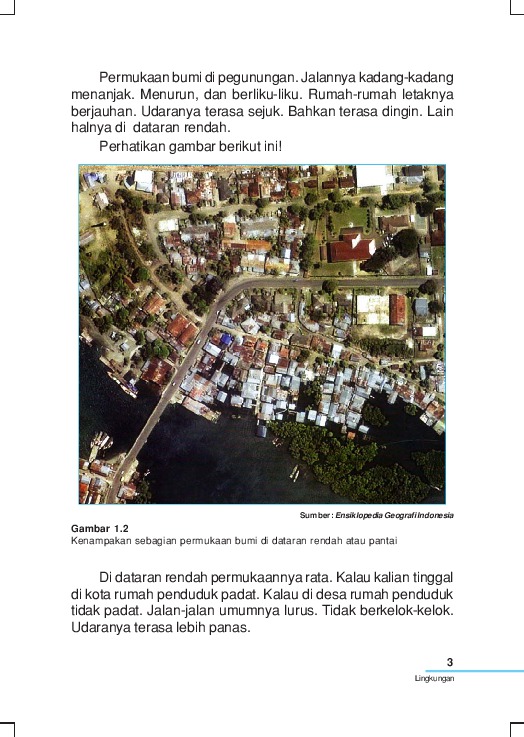 Permukaan bumi di pegunungan. Jalannya kadang-kadang
menanjak. Menurun, dan berliku-liku. Rumah-rumah letaknya
berjauhan. Udaranya terasa sejuk. Bahkan terasa dingin. Lain
halnya di dataran rendah.
Perhatikan gambar berikut ini!
Sumber: Ensiklopedia Geografi Indonesia
Gambar 1.2
Kenampakan sebagian permukaan bumi di dataran rendah atau pantai
Di dataran rendah permukaannya rata. Kalau kalian tinggal
di kota rumah penduduk padat. Kalau di desa rumah penduduk
tidak padat. Jalan-jalan umumnya lurus. Tidak berkelok-kelok.
Udaranya terasa lebih panas.
3
Lingkungan